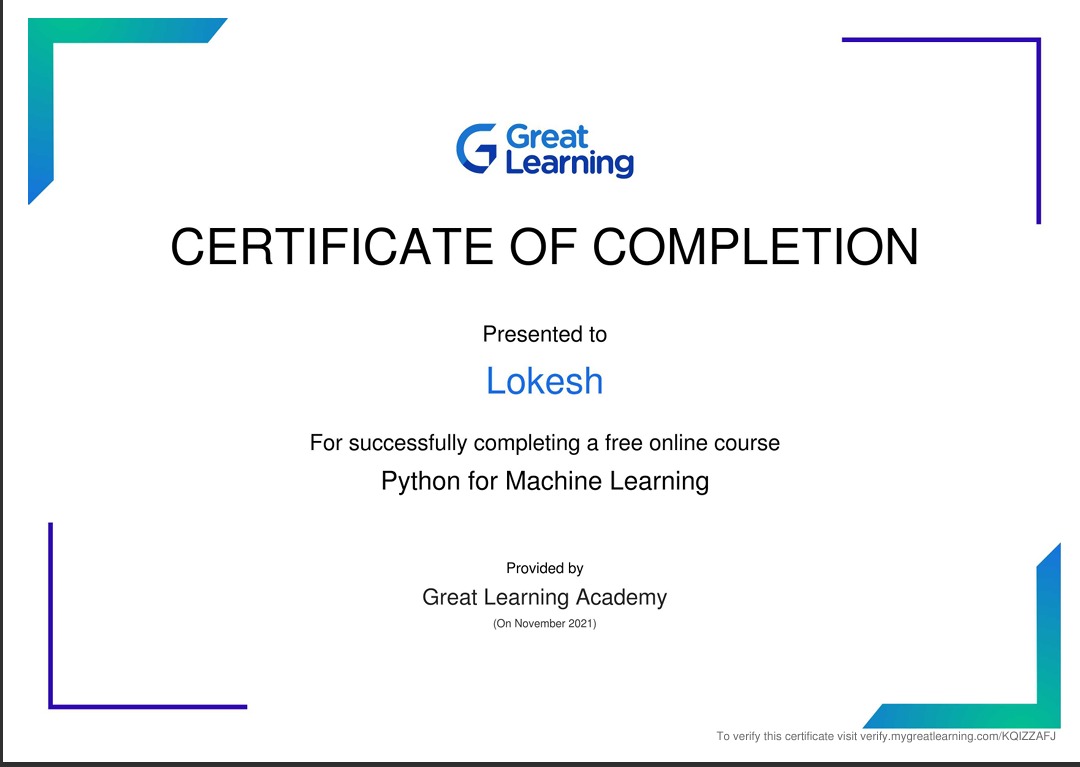 Great
Learning
CERTIFICATE OF COMPLETION
Presented to
Lokesh
For successfully completing a free online course
Python for Machine Learning
Provided by
Great Learning Academy
(On November 2021)
To verify this certificate visit verify.mygreatlearning.com/KQIZZAFJ